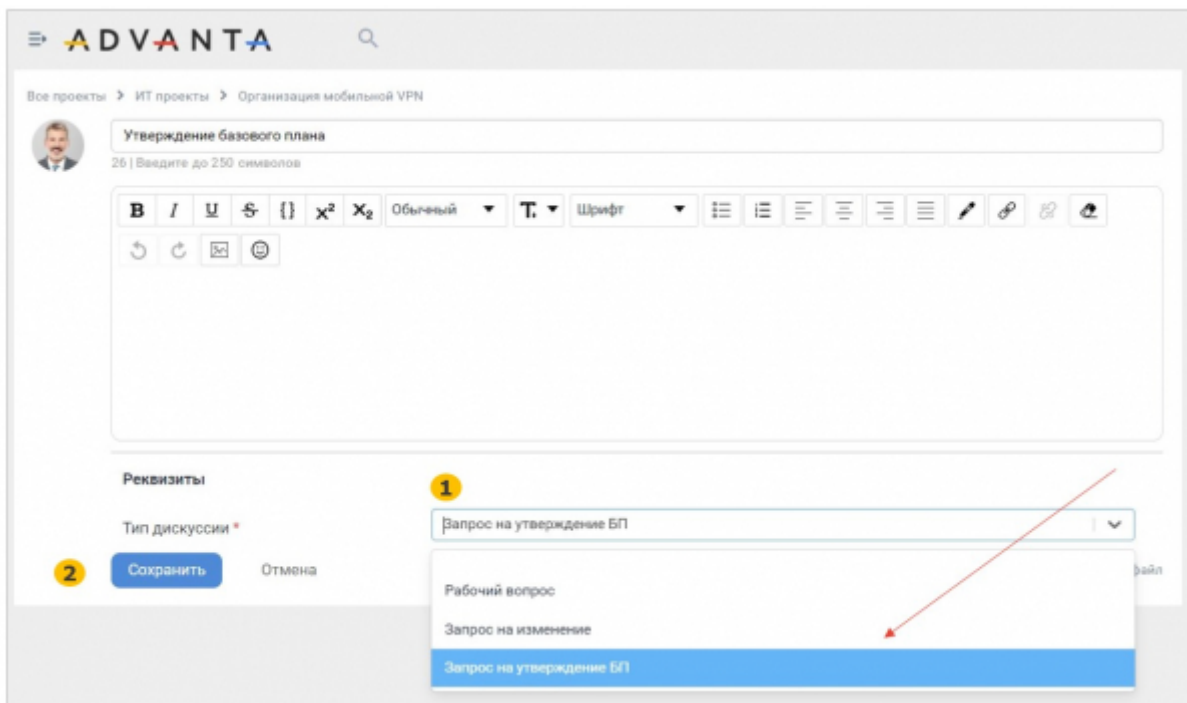 ADVANTA
Все проекты > ИТ проекты > Организация мобильной VPN
Утверждение базового плана
26 | Введите до 250 символов
B I U S {} x² x₂ Обычный T. Шрифт
Реквизиты
1
Тип дискуссии * Запрос на утверждение БП
2 Сохранить Отмена файл
Рабочий вопрос
Запрос на изменение
Запрос на утверждение БП